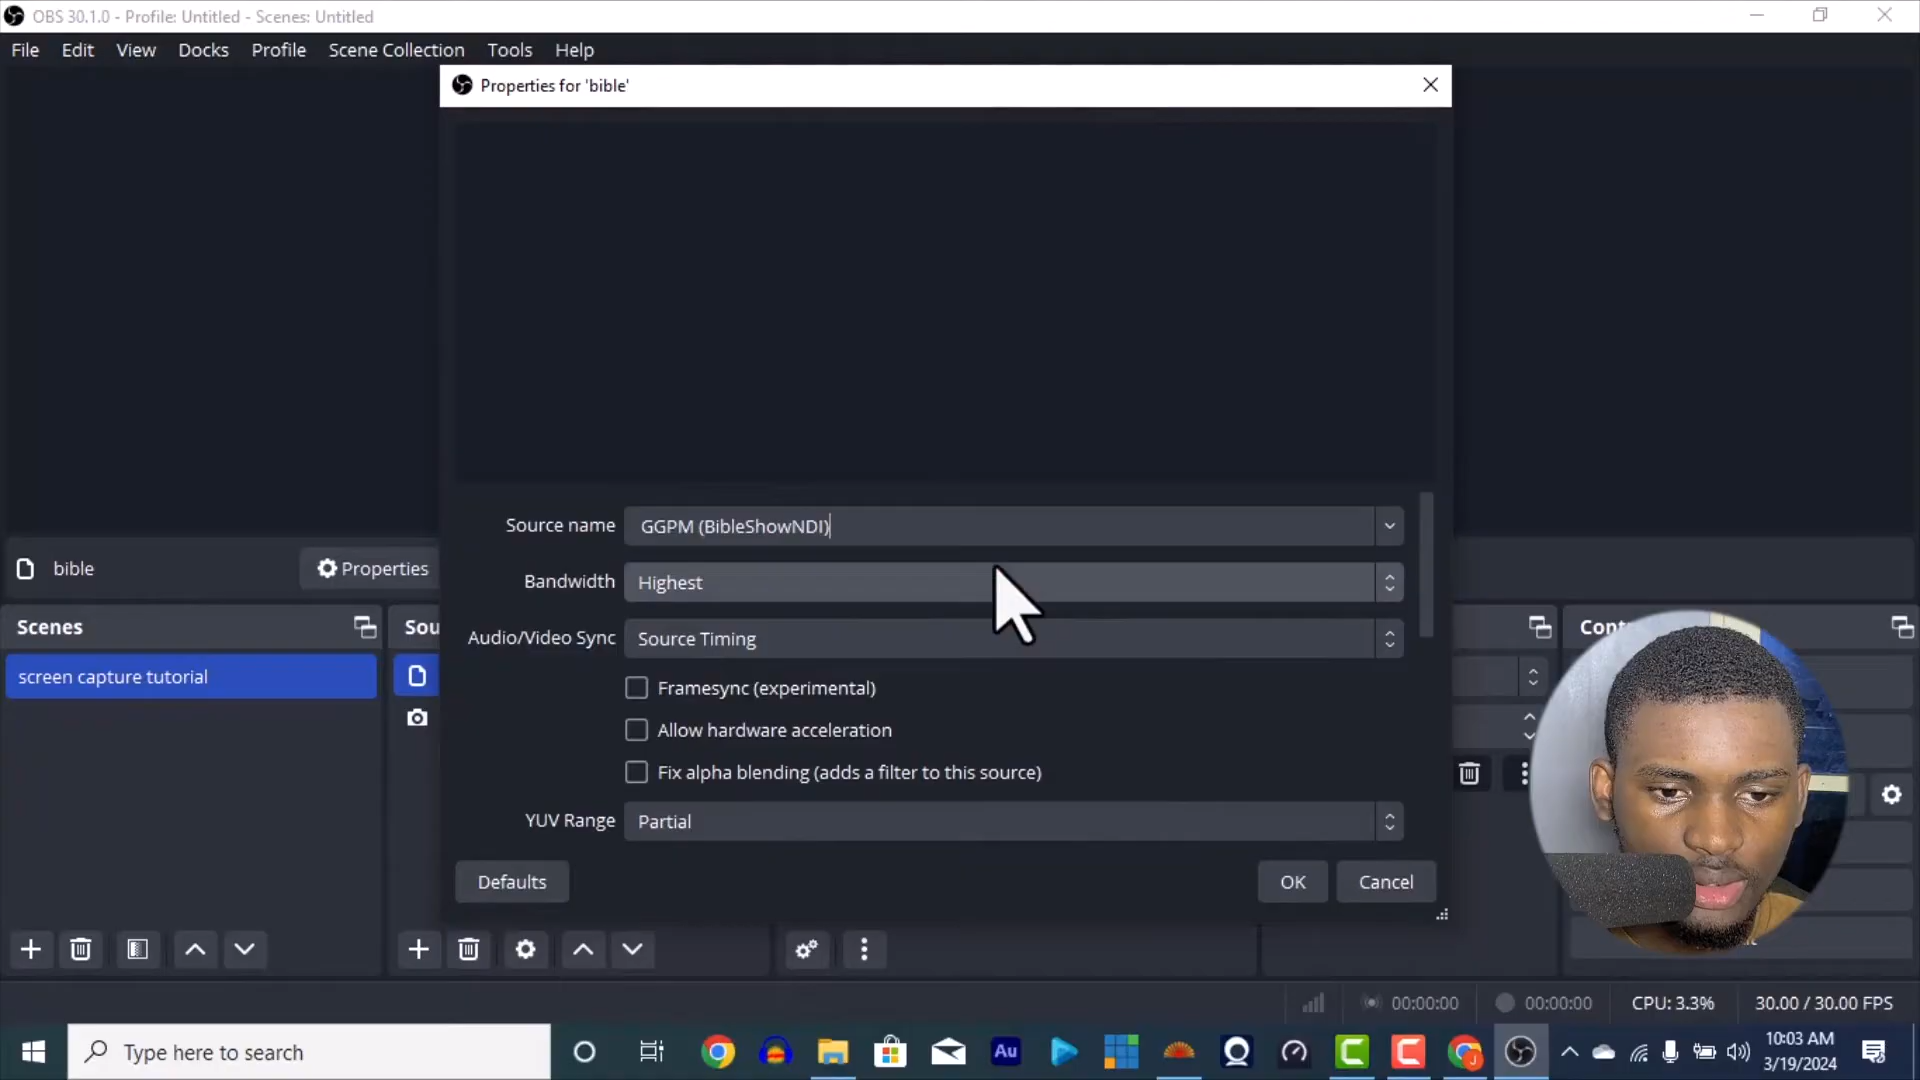 OBS 30.1.0 - Profile: Untitled - Scenes: Untitled
File Edit View Docks Profile Scene Collection Tools Help
Properties for 'bible'
Source name GGPM (BibleShowNDI)
Bandwidth Highest
Audio/Video Sync Source Timing
Framesync (experimental)
Allow hardware acceleration
Fix alpha blending (adds a filter to this source)
YUV Range Partial
Defaults OK Cancel
bible Properties
Scenes Sou Cont
screen capture tutorial
00:00:00 00:00:00 CPU: 3.3% 30.00 / 30.00 FPS
Type here to search
Au
J
10:03 AM
3/19/2024